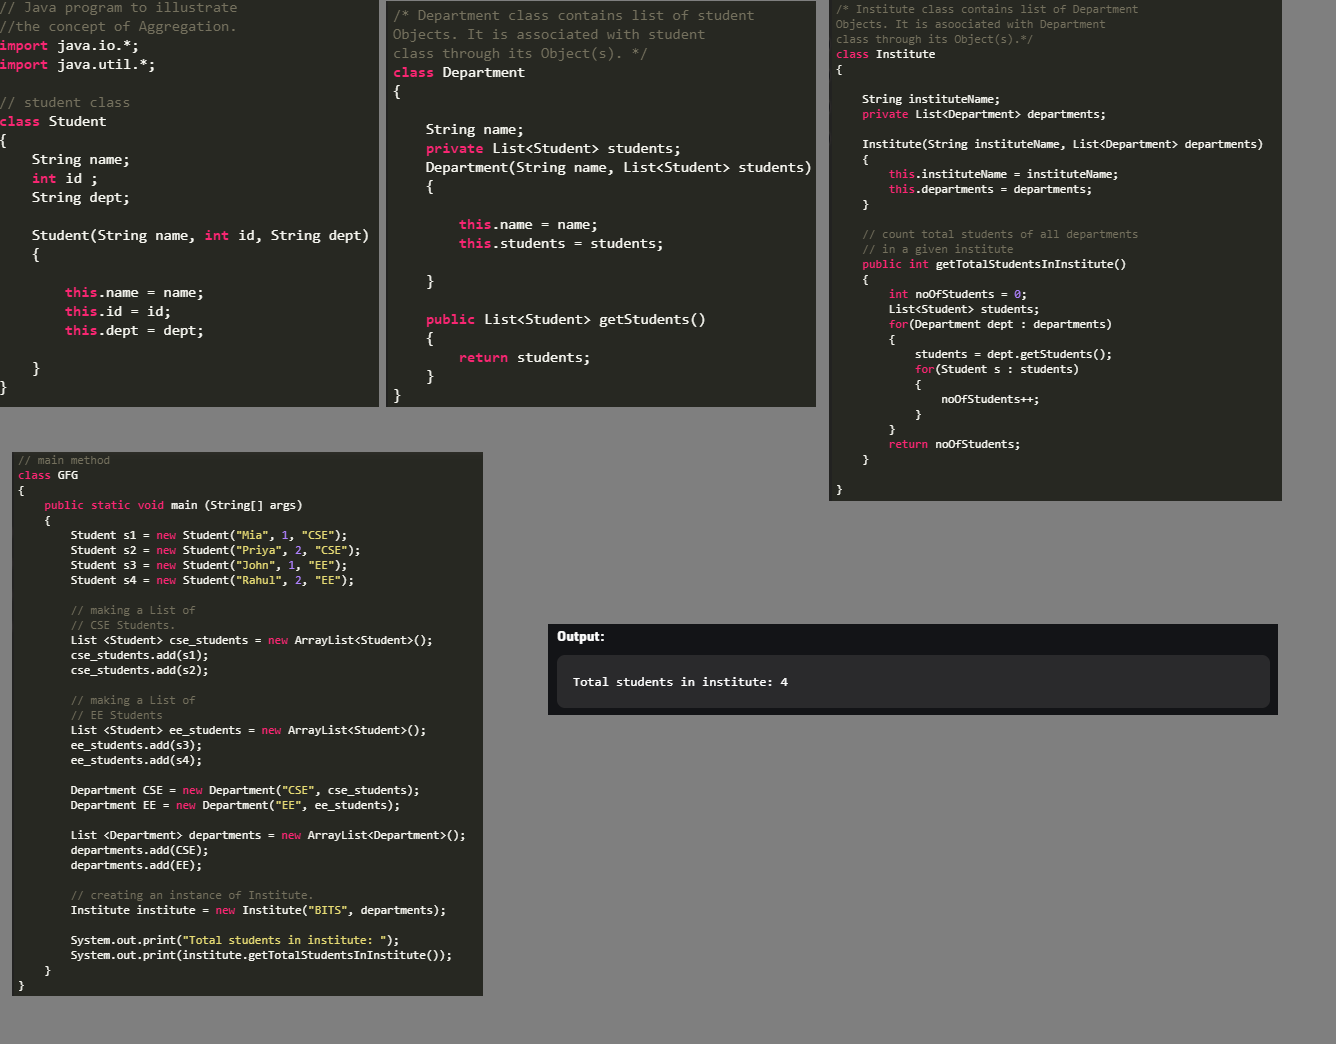 // Java program to illustrate
//the concept of Aggregation.
import java.io.*;
import java.util.*;
// student class
class Student
{
String name;
int id ;
String dept;
Student(String name, int id, String dept)
{
this.name = name;
this.id = id;
this.dept = dept;
}
}
/* Department class contains list of student
Objects. It is associated with student
class through its Object(s). */
class Department
{
String name;
private List<Student> students;
Department(String name, List<Student> students)
{
this.name = name;
this.students = students;
}
public List<Student> getStudents()
{
return students;
}
}
/* Institute class contains list of Department
Objects. It is asoociated with Department
class through its Object(s).*/
class Institute
{
String instituteName;
private List<Department> departments;
Institute(String instituteName, List<Department> departments)
{
this.instituteName = instituteName;
this.departments = departments;
}
// count total students of all departments
// in a given institute
public int getTotalStudentsInInstitute()
{
int noOfStudents = 0;
List<Student> students;
for(Department dept : departments)
{
students = dept.getStudents();
for(Student s : students)
{
noOfStudents++;
}
}
return noOfStudents;
}
}
// main method
class GFG
{
public static void main (String[] args)
{
Student s1 = new Student("Mia", 1, "CSE");
Student s2 = new Student("Priya", 2, "CSE");
Student s3 = new Student("John", 1, "EE");
Student s4 = new Student("Rahul", 2, "EE");
// making a List of
// CSE Students.
List <Student> cse_students = new ArrayList<Student>();
cse_students.add(s1);
cse_students.add(s2);
// making a List of
// EE Students
List <Student> ee_students = new ArrayList<Student>();
ee_students.add(s3);
ee_students.add(s4);
Department CSE = new Department("CSE", cse_students);
Department EE = new Department("EE", ee_students);
List <Department> departments = new ArrayList<Department>();
departments.add(CSE);
departments.add(EE);
// creating an instance of Institute.
Institute institute = new Institute("BITS", departments);
System.out.print("Total students in institute: ");
System.out.print(institute.getTotalStudentsInInstitute());
}
}
Output:
Total students in institute: 4